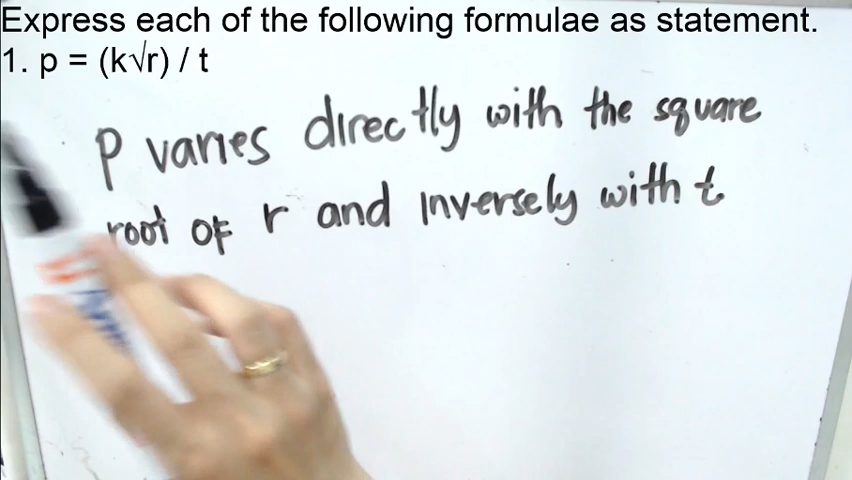 Express each of the following formulae as statement.
1. p = (k√r) / t
p varies directly with the square
root of r and inversely with t